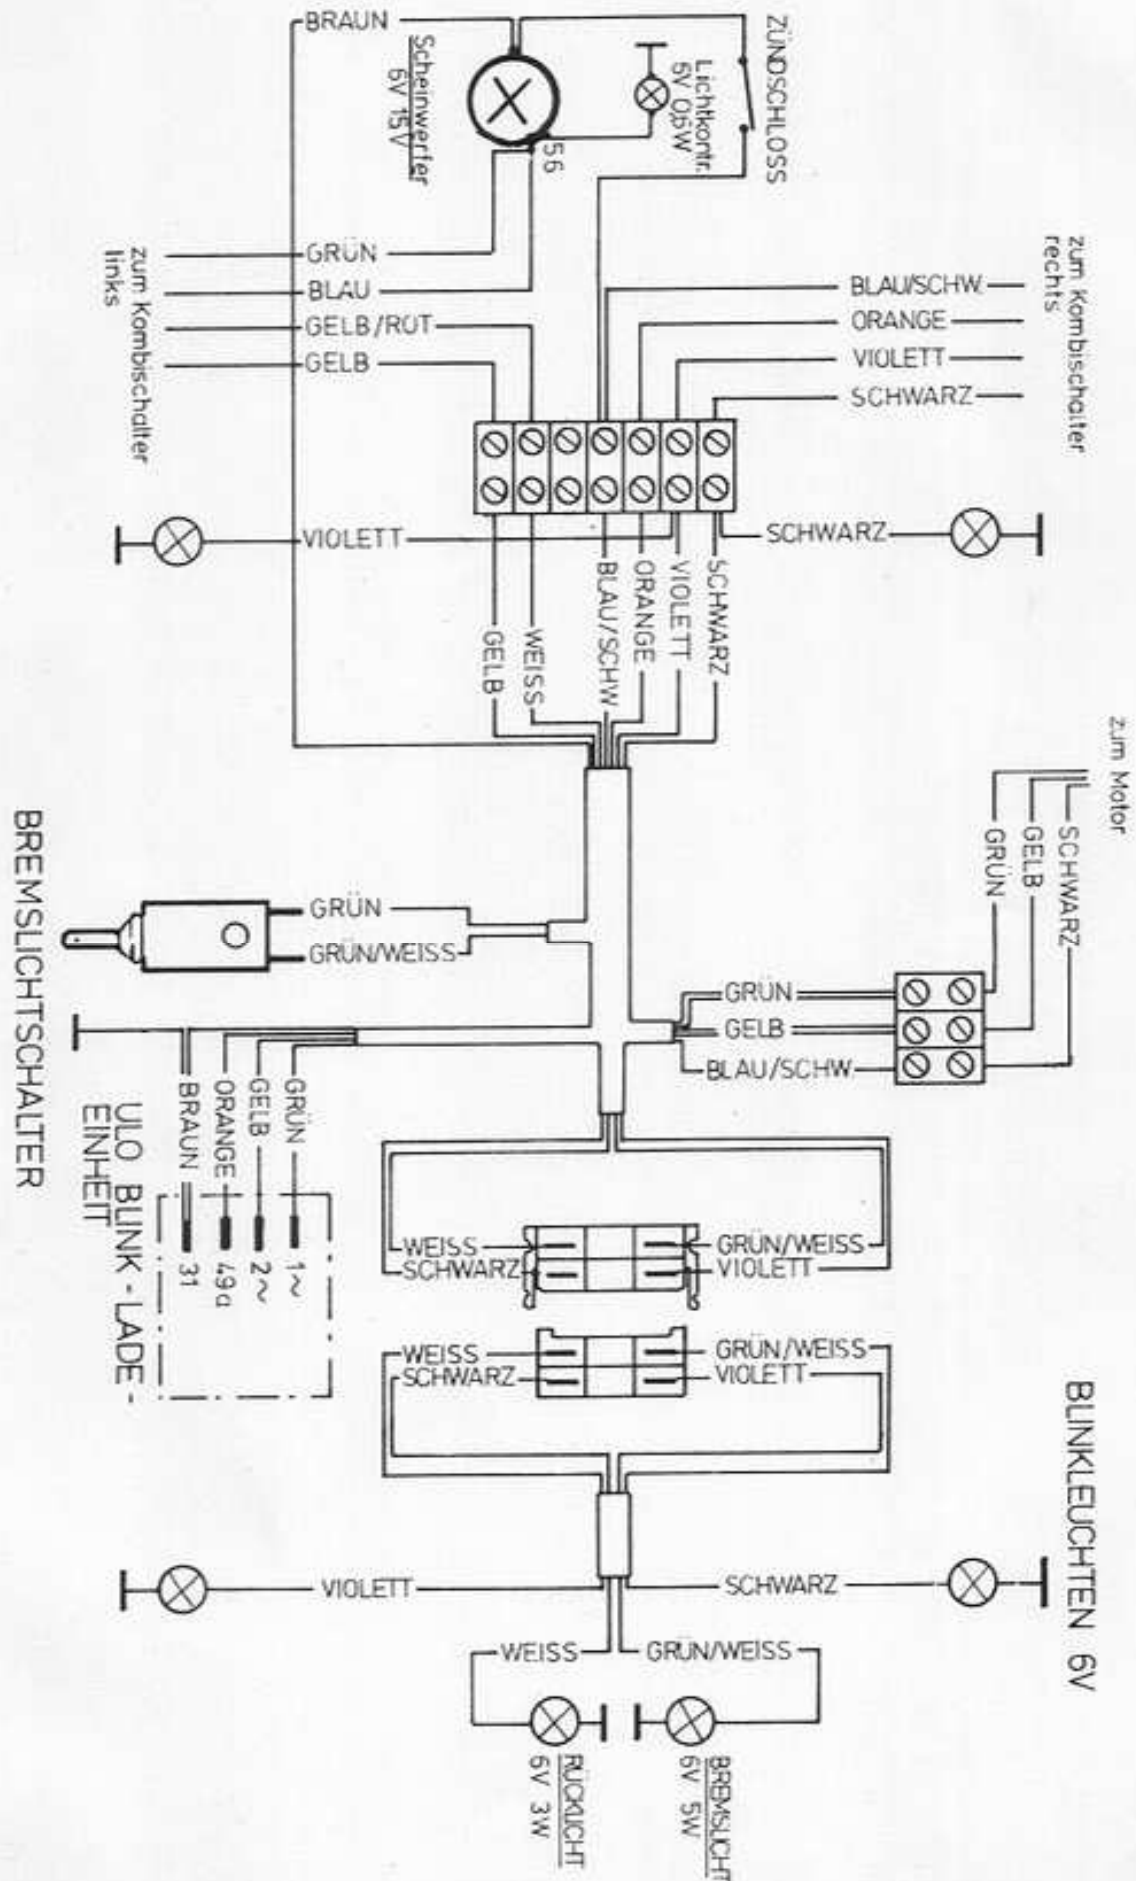 BRAUN
ZÜNDSCHLOSS
Lichtkontr.
6V 0,6W
Scheinwerfer
6V 15V
56
GRÜN
BLAU
GELB/ROT
GELB
zum Kombischalter
links
BLAU/SCHW.
ORANGE
VIOLETT
SCHWARZ
zum Kombischalter
rechts
VIOLETT
SCHWARZ
GELB
WEISS
BLAU/SCHW
ORANGE
VIOLETT
SCHWARZ
zum Motor
GRÜN
GELB
SCHWARZ
BREMSLICHTSCHALTER
GRÜN
GRÜN/WEISS
GRÜN
GELB
BLAU/SCHW.
BRAUN
ORANGE
GELB
GRÜN
31
49a
2~
1~
ULO BLINK - LADE -
EINHEIT
WEISS
SCHWARZ
GRÜN/WEISS
VIOLETT
WEISS
SCHWARZ
GRÜN/WEISS
VIOLETT
BLINKLEUCHTEN 6V
VIOLETT
SCHWARZ
WEISS
GRÜN/WEISS
RÜCKLICHT
6V 3W
BREMSLICHT
6V 5W